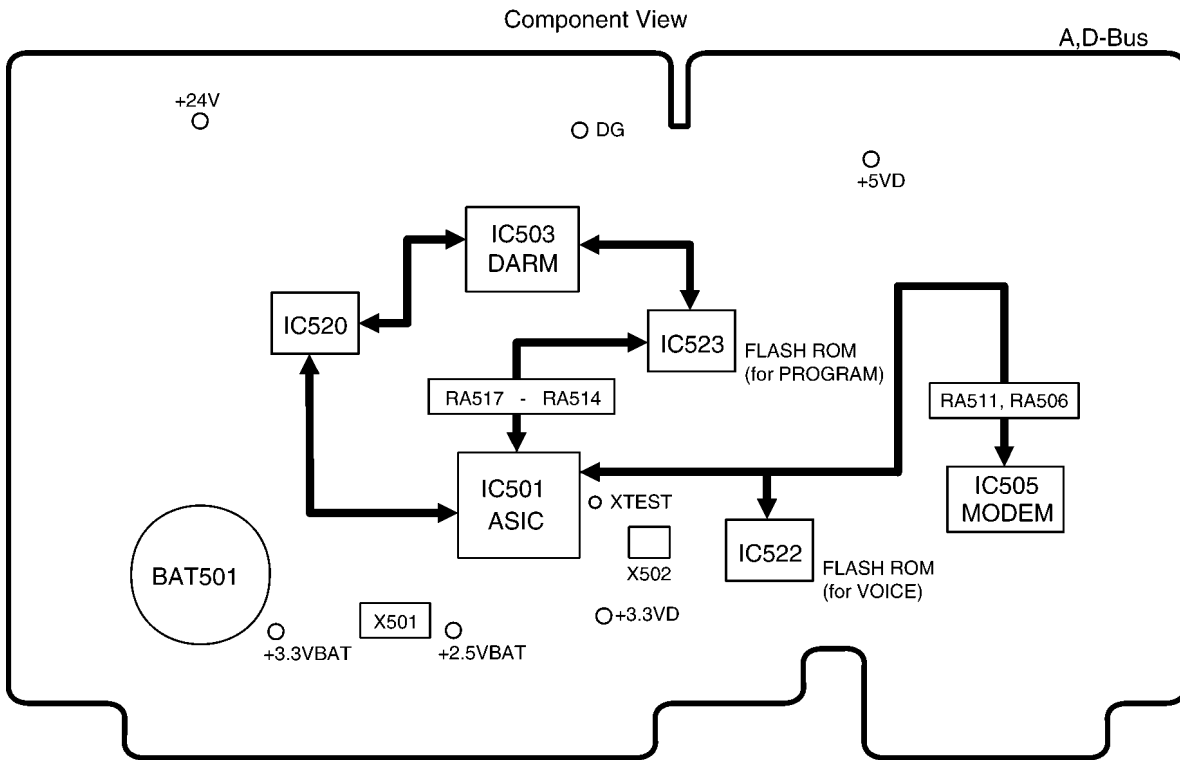 Component View
A,D-Bus
+24V
DG
+5VD
IC503
DARM
IC520
IC523
FLASH ROM
(for PROGRAM)
RA517 - RA514
RA511, RA506
IC501
ASIC
XTEST
IC505
MODEM
X502
IC522
FLASH ROM
(for VOICE)
BAT501
X501
+3.3VD
+3.3VBAT
+2.5VBAT